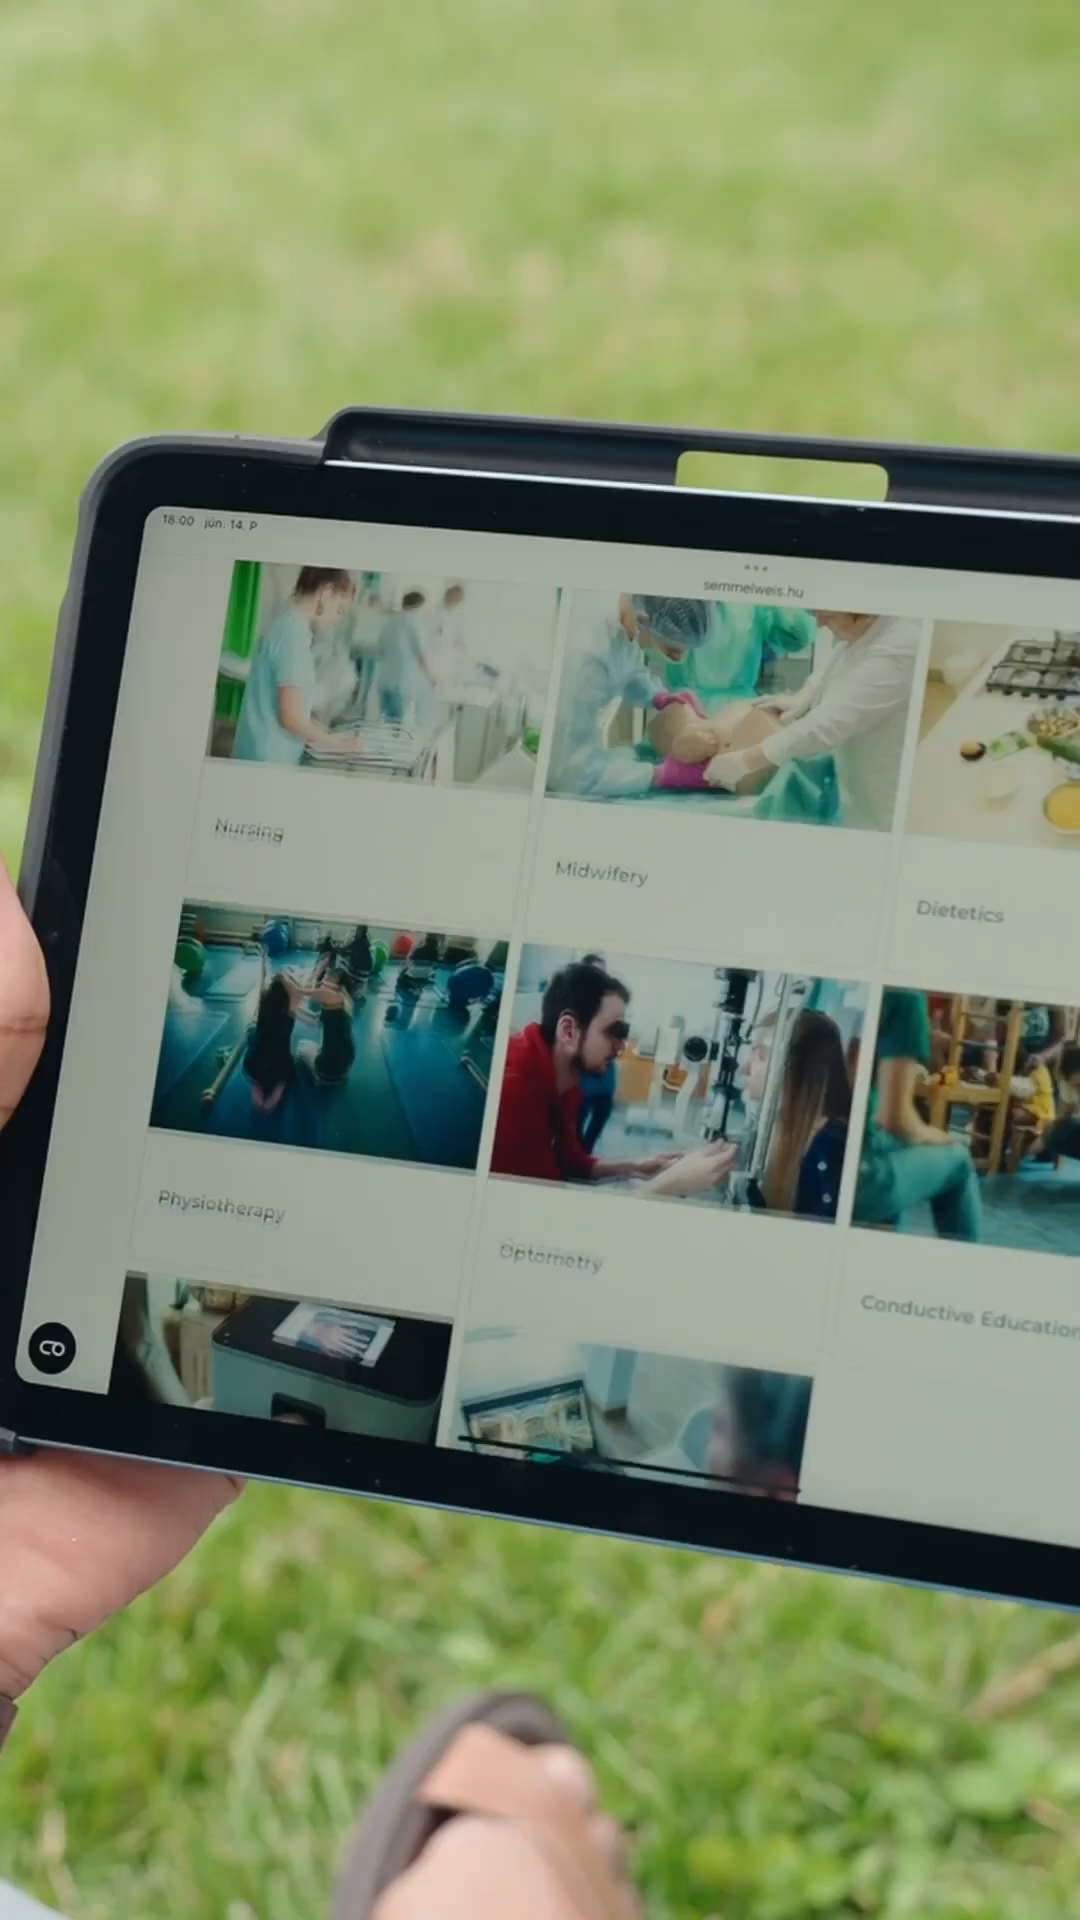 18:00 jún. 14. P
semmelweis.hu
Nursing
Midwifery
Dietetics
Physiotherapy
Optometry
Conductive Education